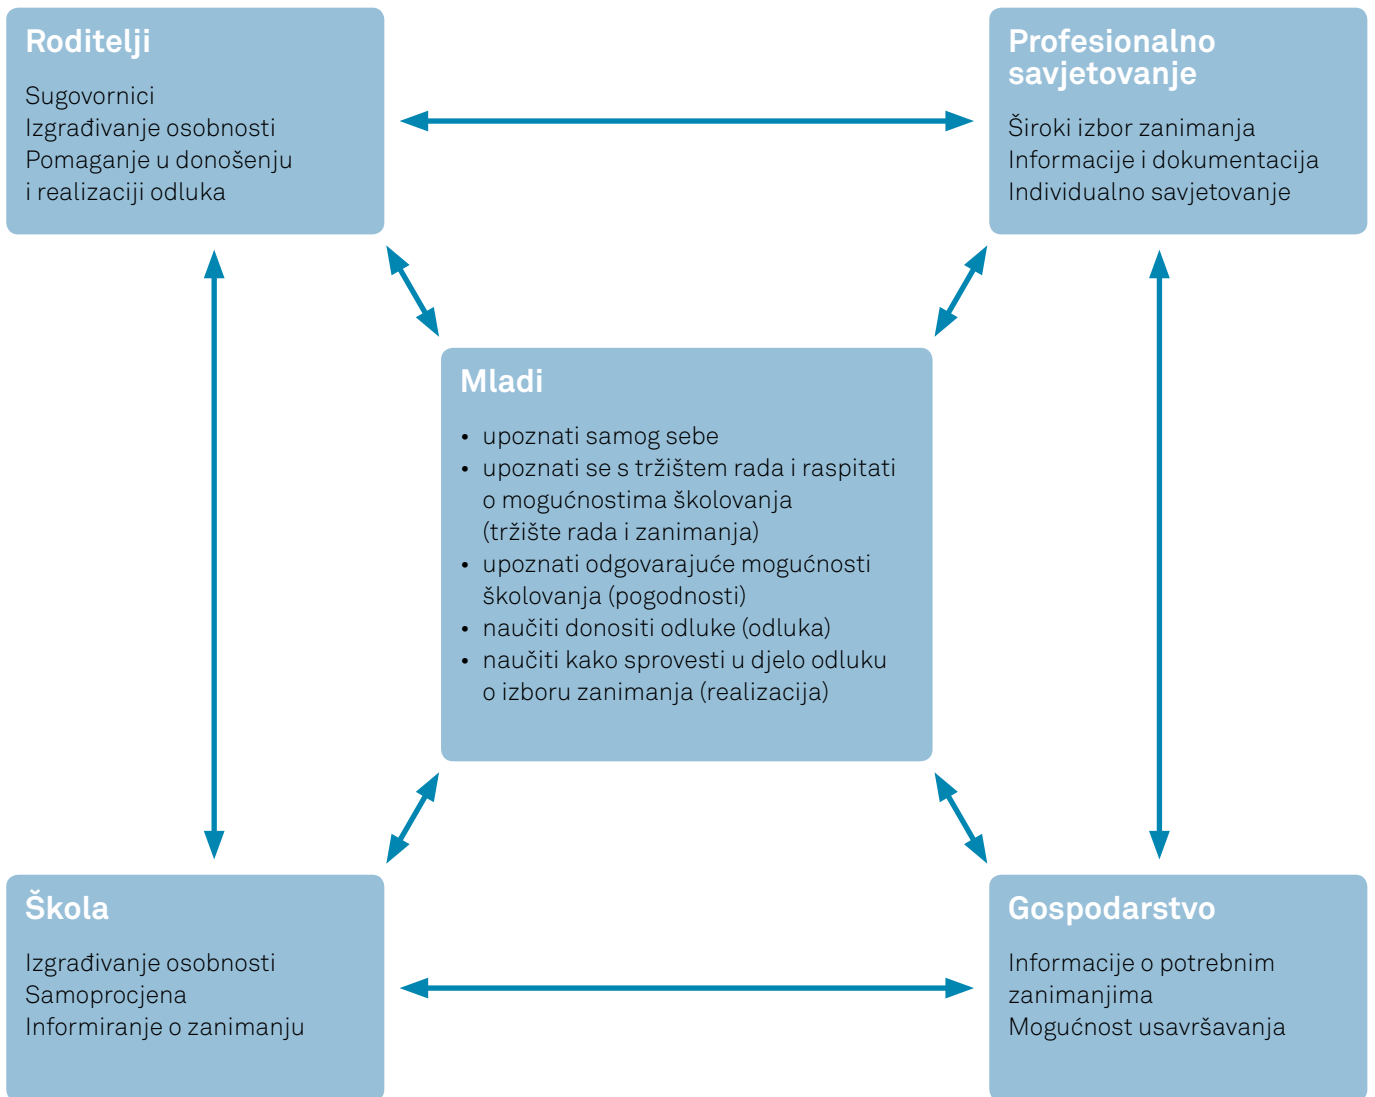 Roditelji
Sugovornici
Izgrađivanje osobnosti
Pomaganje u donošenju
i realizaciji odluka
Profesionalno
savjetovanje
Široki izbor zanimanja
Informacije i dokumentacija
Individualno savjetovanje
Mladi
• upoznati samog sebe
• upoznati se s tržištem rada i raspitati
o mogućnostima školovanja
(tržište rada i zanimanja)
• upoznati odgovarajuće mogućnosti
školovanja (pogodnosti)
• naučiti donositi odluke (odluka)
• naučiti kako sprovesti u djelo odluku
o izboru zanimanja (realizacija)
Škola
Izgrađivanje osobnosti
Samoprocjena
Informiranje o zanimanju
Gospodarstvo
Informacije o potrebnim
zanimanjima
Mogućnost usavršavanja